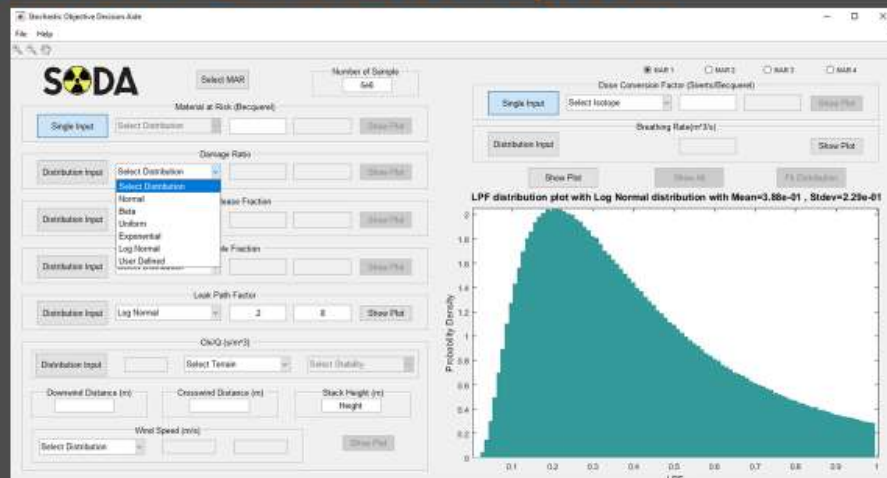 Stochastic Objective Decision Aide
File Help
SODA
Select MAR
Number of Sample
5e6
Material at Risk (Becquerel)
Single Input Select Distribution Show Plot
Damage Ratio
Distribution Input Select Distribution Show Plot
Select Distribution
Normal
Beta
Uniform
Exponential
Log Normal
User Defined
Release Fraction
Distribution Input Show Plot
Fraction
Distribution Input Select Distribution Show Plot
Leak Path Factor
Distribution Input Log Normal .2 .8 Show Plot
Chi/Q (s/m^3)
Distribution Input Select Terrain Select Stability
Downwind Distance (m) Crosswind Distance (m) Stack Height (m)
Height
Wind Speed (m/s)
Select Distribution Show Plot
MAR 1 MAR 2 MAR 3 MAR 4
Dose Conversion Factor (Sieverts/Becquerel)
Single Input Select Isotope Show Plot
Breathing Rate(m^3/s)
Distribution Input Show Plot
Show Plot Show All Fit Distribution
LPF distribution plot with Log Normal distribution with Mean=3.88e-01 , Stdev=2.29e-01
Probability Density
2
1.8
1.6
1.4
1.2
1
0.8
0.6
0.4
0.2
0
0.1 0.2 0.3 0.4 0.5 0.6 0.7 0.8 0.9 1
LPF